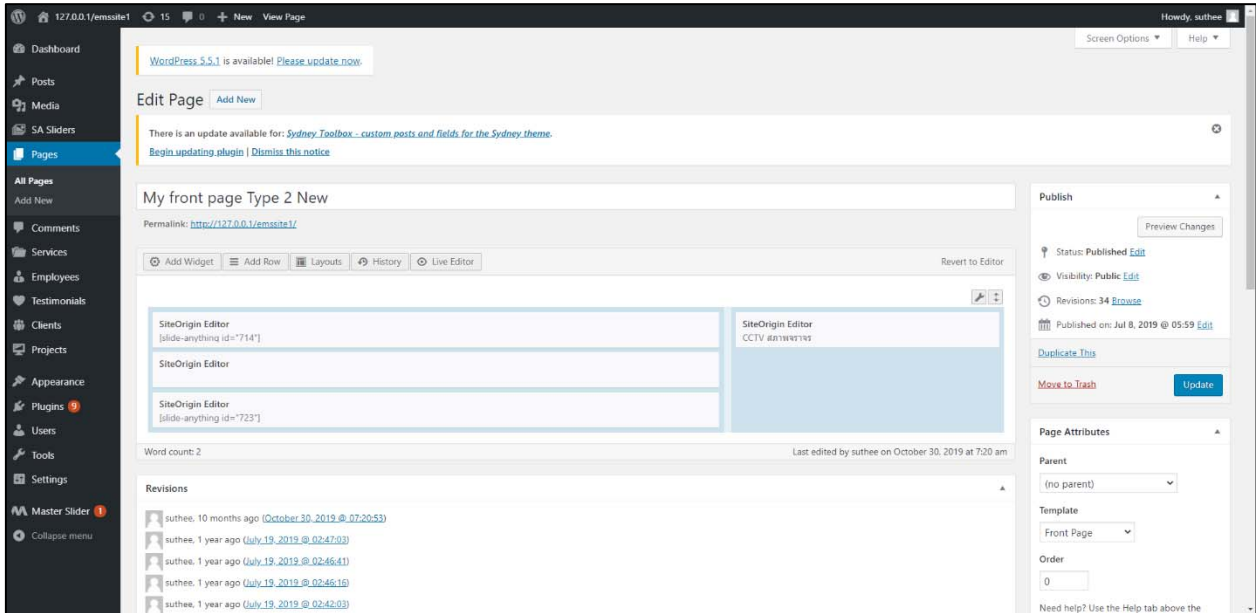 127.0.0.1/emssite1 15 0 New View Page Howdy, suthee
Screen Options Help
Dashboard
Posts
Media
SA Sliders
Pages
All Pages
Add New
Comments
Services
Employees
Testimonials
Clients
Projects
Appearance
Plugins 9
Users
Tools
Settings
Master Slider 1
Collapse menu
WordPress 5.5.1 is available! Please update now.
Edit Page Add New
There is an update available for: Sydney Toolbox - custom posts and fields for the Sydney theme.
Begin updating plugin | Dismiss this notice
My front page Type 2 New
Permalink: http://127.0.0.1/emssite1/
Add Widget Add Row Layouts History Live Editor Revert to Editor
SiteOrigin Editor
[slide-anything id="714"]
SiteOrigin Editor
SiteOrigin Editor
[slide-anything id="723"]
SiteOrigin Editor
CCTV สภาพจราจร
Word count: 2 Last edited by suthee on October 30, 2019 at 7:20 am
Revisions
suthee, 10 months ago (October 30, 2019 @ 07:20:53)
suthee, 1 year ago (July 19, 2019 @ 02:47:03)
suthee, 1 year ago (July 19, 2019 @ 02:46:41)
suthee, 1 year ago (July 19, 2019 @ 02:46:16)
suthee, 1 year ago (July 19, 2019 @ 02:42:03)
Publish
Preview Changes
Status: Published Edit
Visibility: Public Edit
Revisions: 34 Browse
Published on: Jul 8, 2019 @ 05:59 Edit
Duplicate This
Move to Trash Update
Page Attributes
Parent
(no parent)
Template
Front Page
Order
0
Need help? Use the Help tab above the